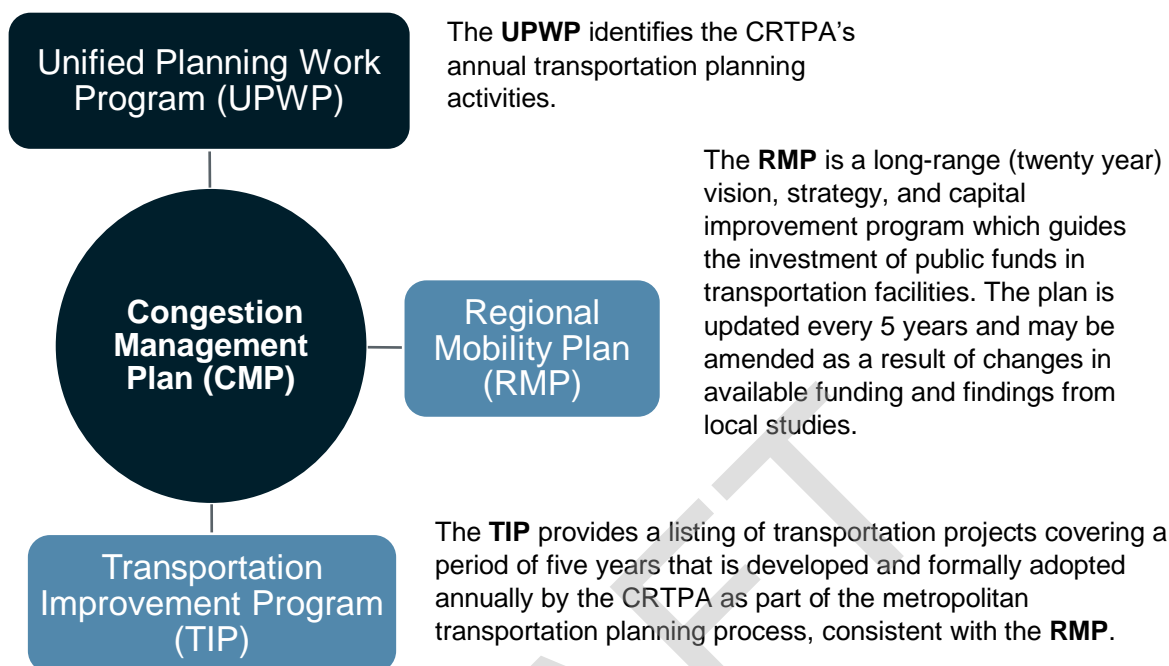 Unified Planning Work
Program (UPWP)
The UPWP identifies the CRTPA’s
annual transportation planning
activities.
The RMP is a long-range (twenty year)
vision, strategy, and capital
improvement program which guides
the investment of public funds in
transportation facilities. The plan is
updated every 5 years and may be
amended as a result of changes in
available funding and findings from
local studies.
Congestion
Management
Plan (CMP)
Regional
Mobility Plan
(RMP)
Transportation
Improvement Program
(TIP)
The TIP provides a listing of transportation projects covering a
period of five years that is developed and formally adopted
annually by the CRTPA as part of the metropolitan
transportation planning process, consistent with the RMP.